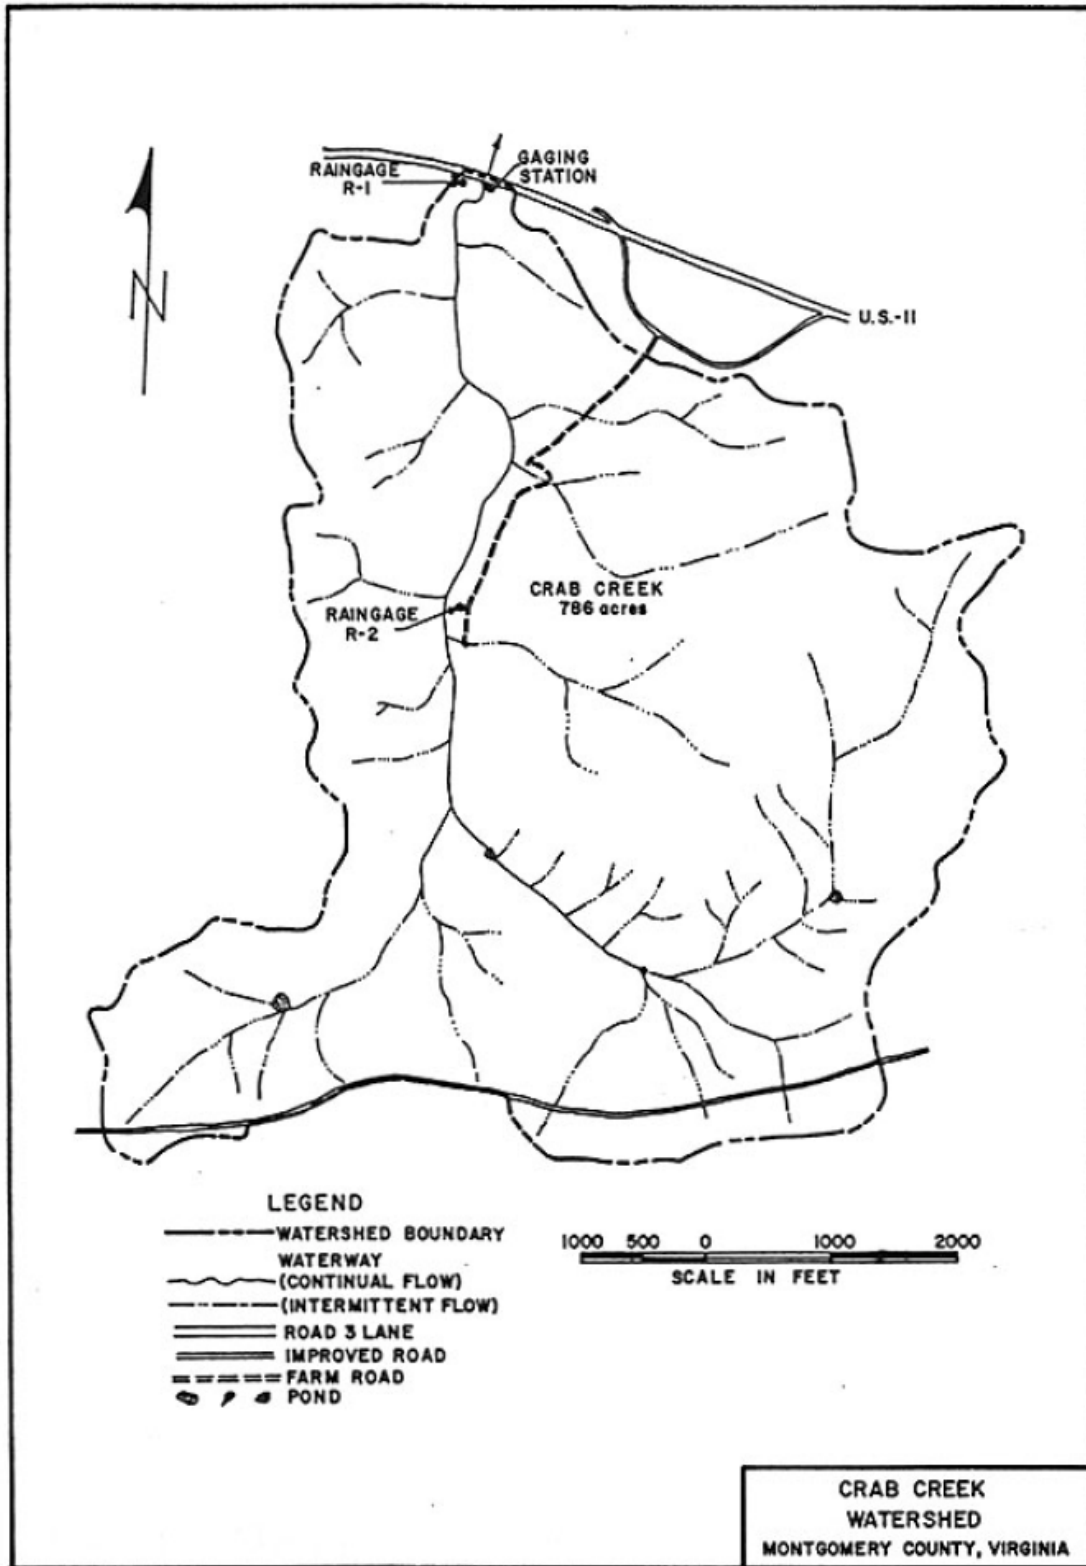 RAINGAGE
R-1
GAGING
STATION
N
U.S.-11
CRAB CREEK
786 acres
RAINGAGE
R-2
LEGEND
WATERSHED BOUNDARY
WATERWAY
(CONTINUAL FLOW)
(INTERMITTENT FLOW)
ROAD 3 LANE
IMPROVED ROAD
FARM ROAD
POND
1000 500 0 1000 2000
SCALE IN FEET
CRAB CREEK
WATERSHED
MONTGOMERY COUNTY, VIRGINIA